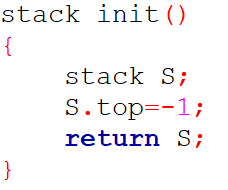 stack init()
{
    stack S;
    S.top=-1;
    return S;
}